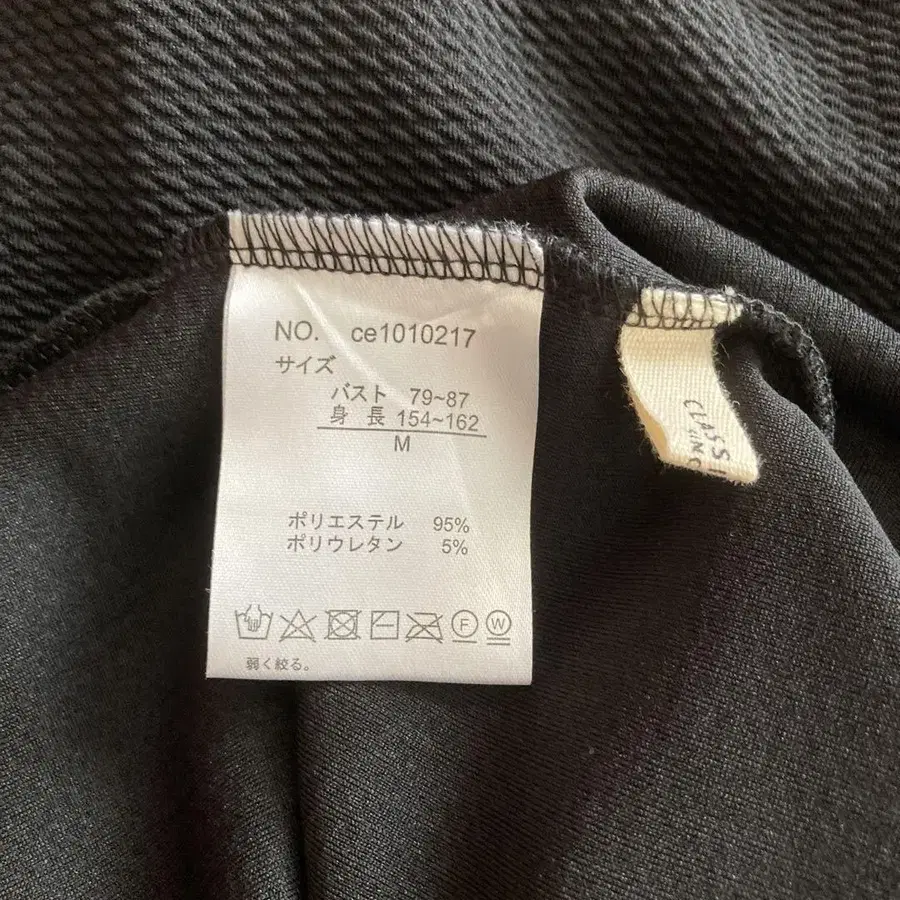 NO. ce1010217
サイズ
バスト 79~87
身 長 154~162
M
ポリエステル 95%
ポリウレタン 5%
F W
弱く絞る。